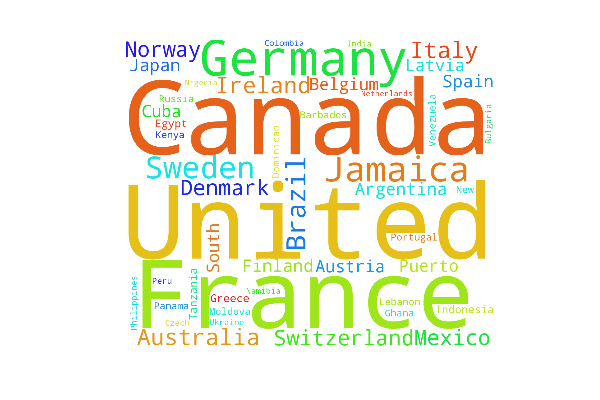 Colombia
India
Norway
Germany
Italy
Japan
Latvia
Nigeria
Ireland
Belgium
Spain
Netherlands
Canada
Russia
Cuba
Barbados
Venezuela
Bulgaria
Egypt
Kenya
Dominican
Sweden
Brazil
Jamaica
Denmark
Argentina
New
United
South
Portugal
Finland
Austria
Puerto
France
Philippines
Peru
Tanzania
Namibia
Panama
Greece
Lebanon
Moldova
Ghana
Indonesia
Czech
Ukraine
Australia
Switzerland
Mexico